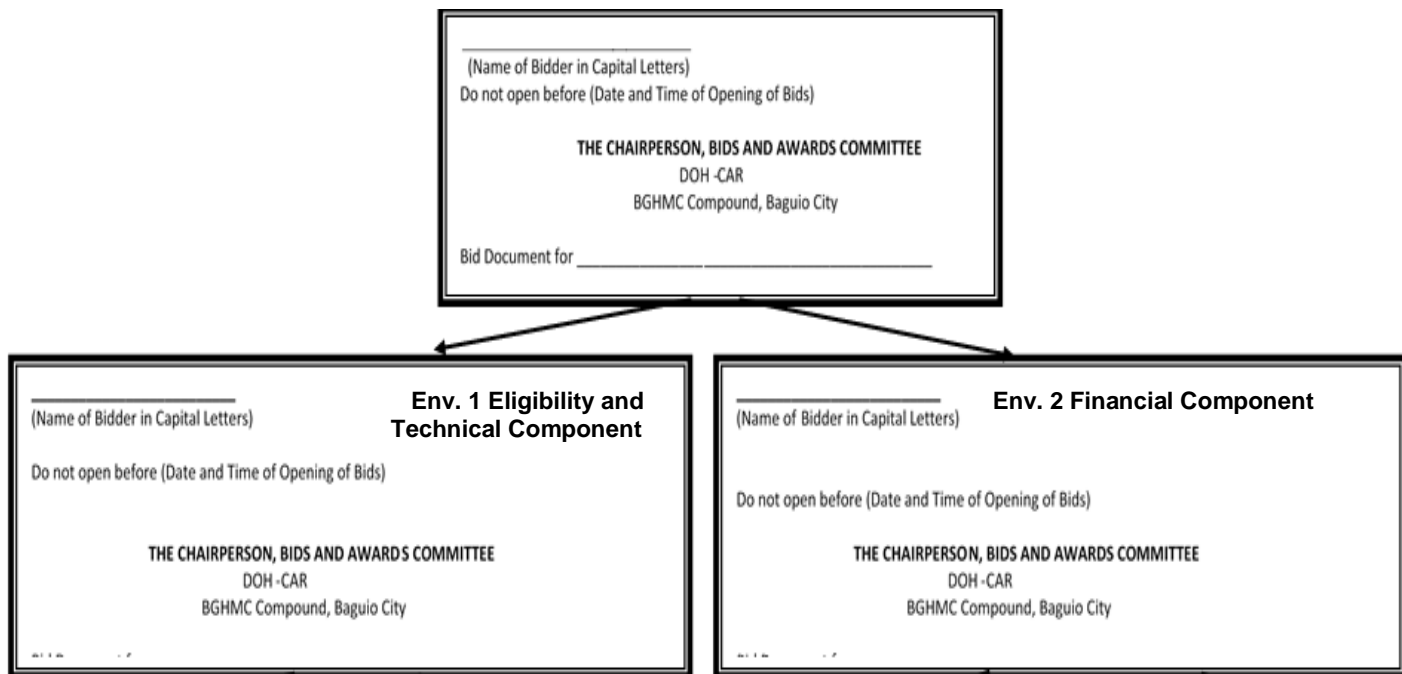 ____________________
(Name of Bidder in Capital Letters)
Do not open before (Date and Time of Opening of Bids)
THE CHAIRPERSON, BIDS AND AWARDS COMMITTEE
DOH -CAR
BGHMC Compound, Baguio City
Bid Document for ____________________
____________________
Env. 1 Eligibility and
Technical Component
(Name of Bidder in Capital Letters)
Do not open before (Date and Time of Opening of Bids)
THE CHAIRPERSON, BIDS AND AWARDS COMMITTEE
DOH -CAR
BGHMC Compound, Baguio City
____________________
Env. 2 Financial Component
(Name of Bidder in Capital Letters)
Do not open before (Date and Time of Opening of Bids)
THE CHAIRPERSON, BIDS AND AWARDS COMMITTEE
DOH -CAR
BGHMC Compound, Baguio City